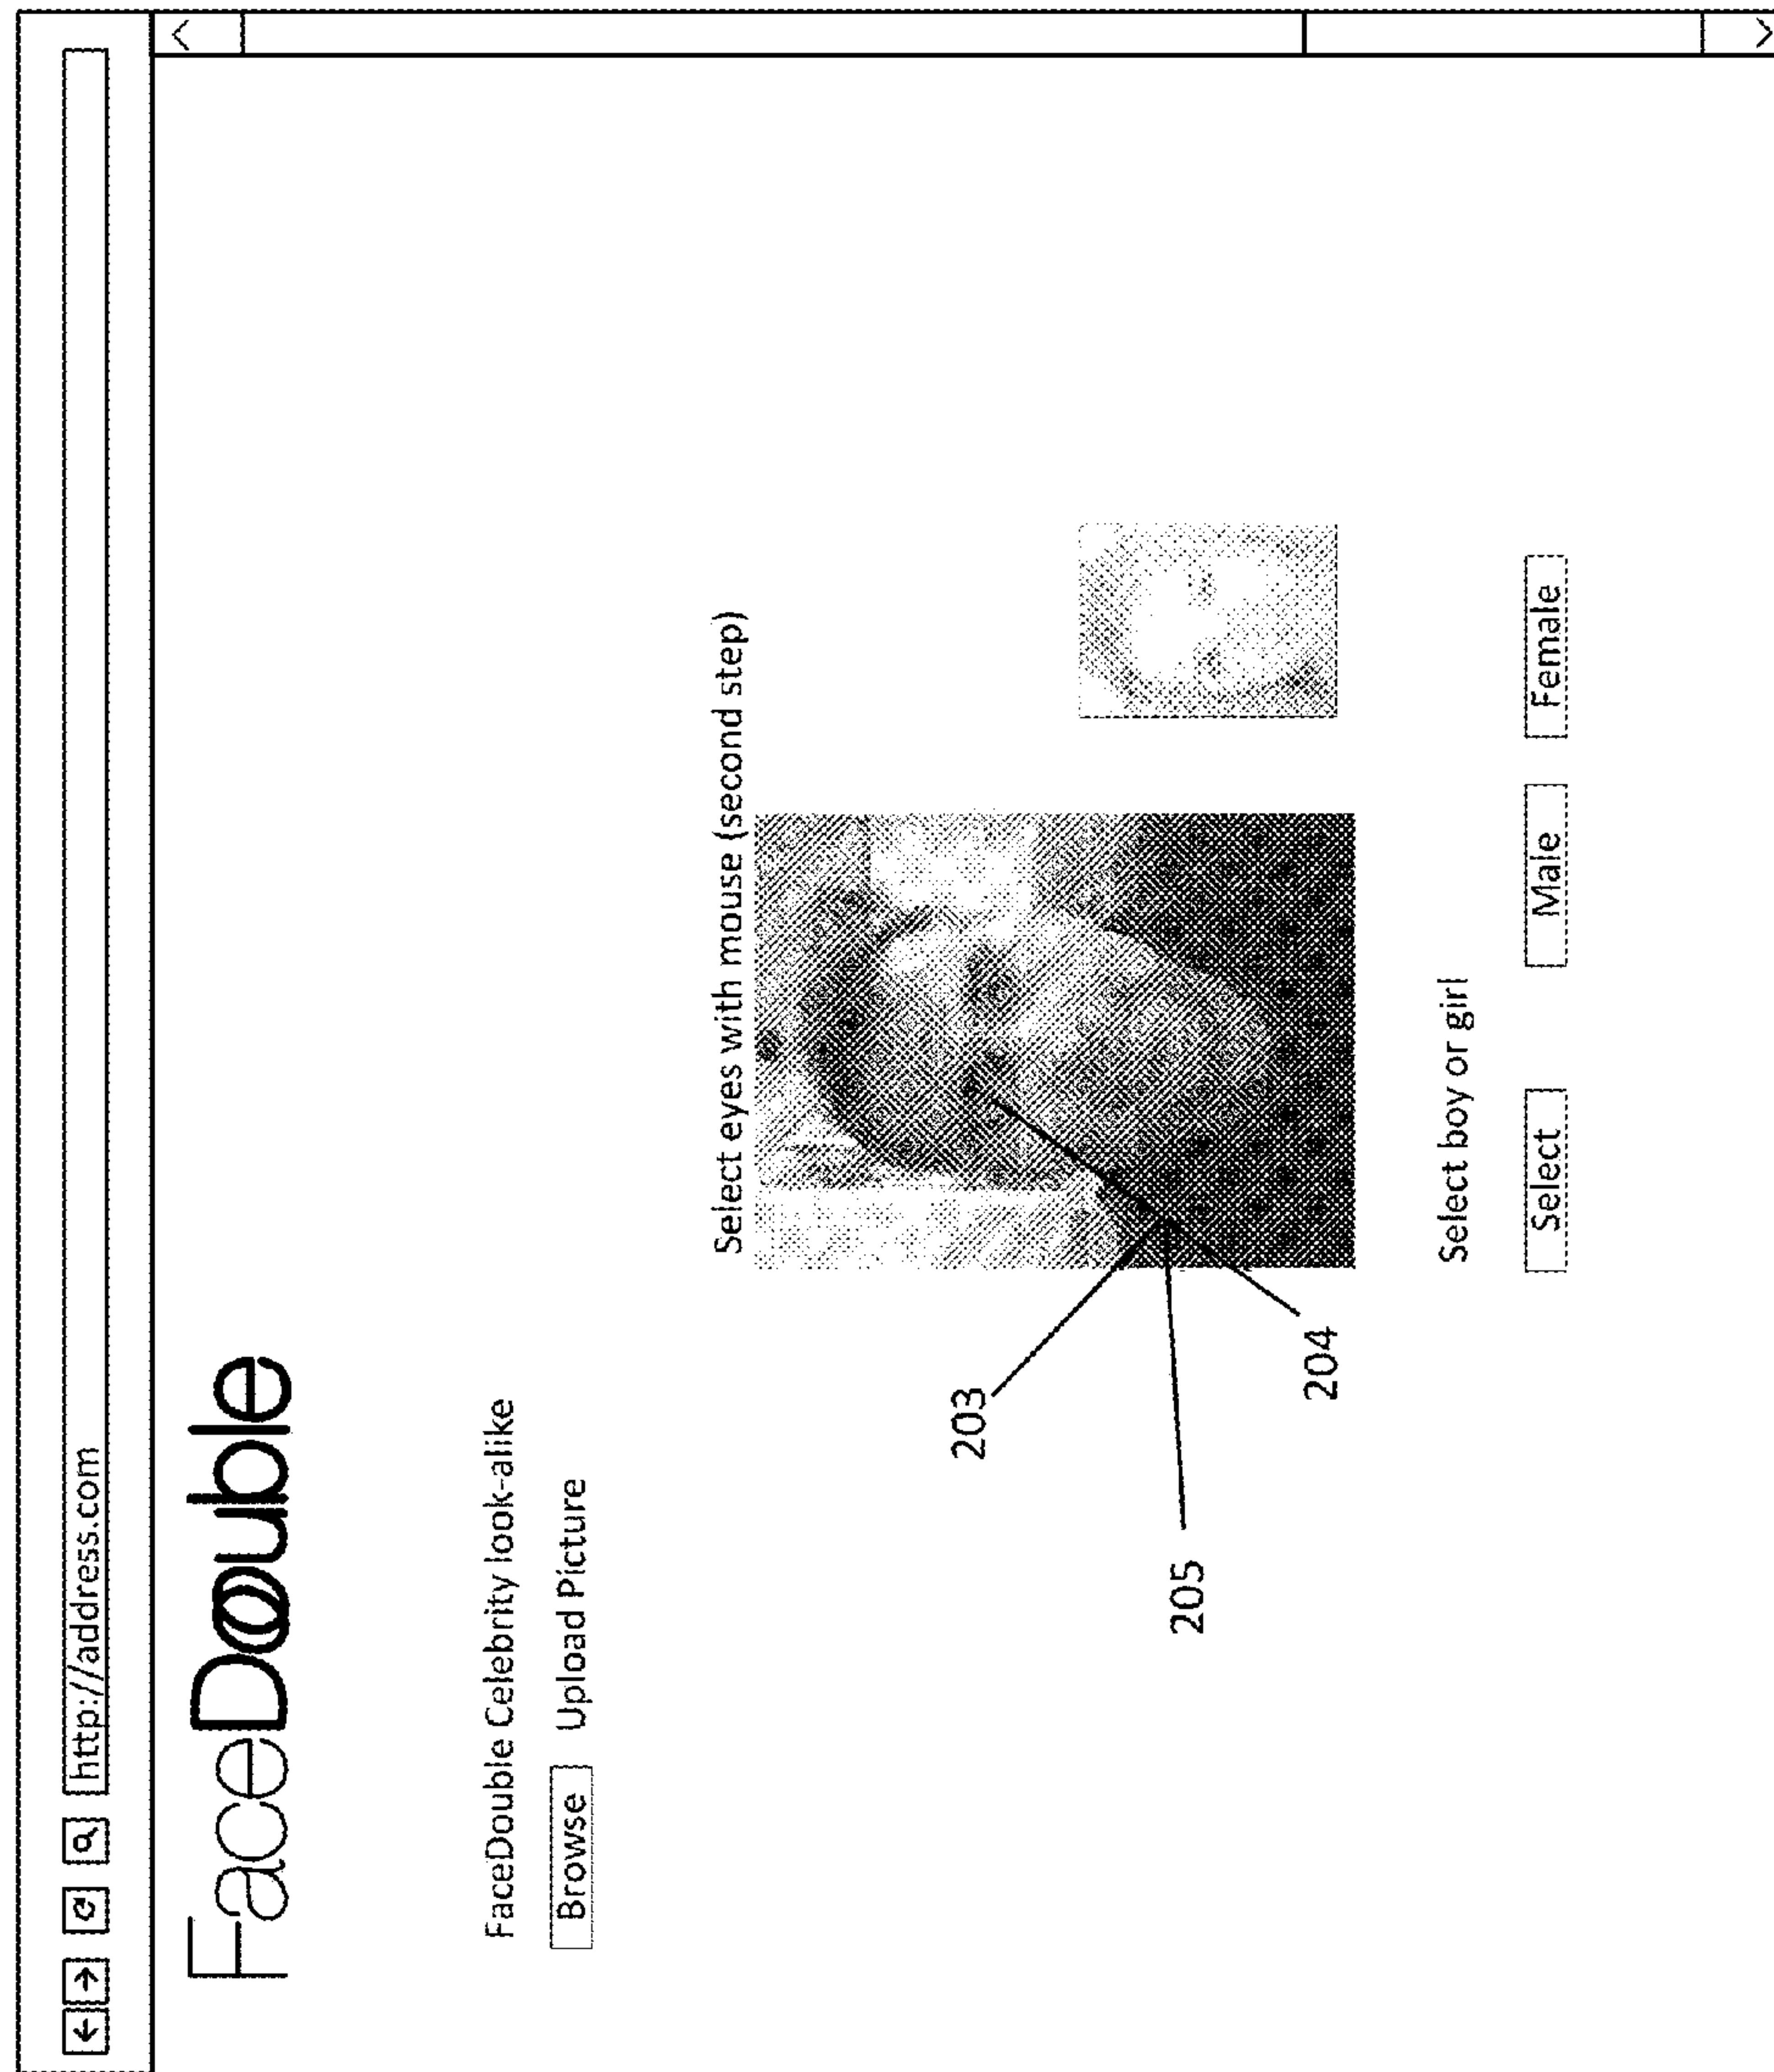 http://address.com
FaceDouble
FaceDouble Celebrity look-alike
Browse Upload Picture
Select eyes with mouse (second step)
203
205
204
Select boy or girl
Select Male Female